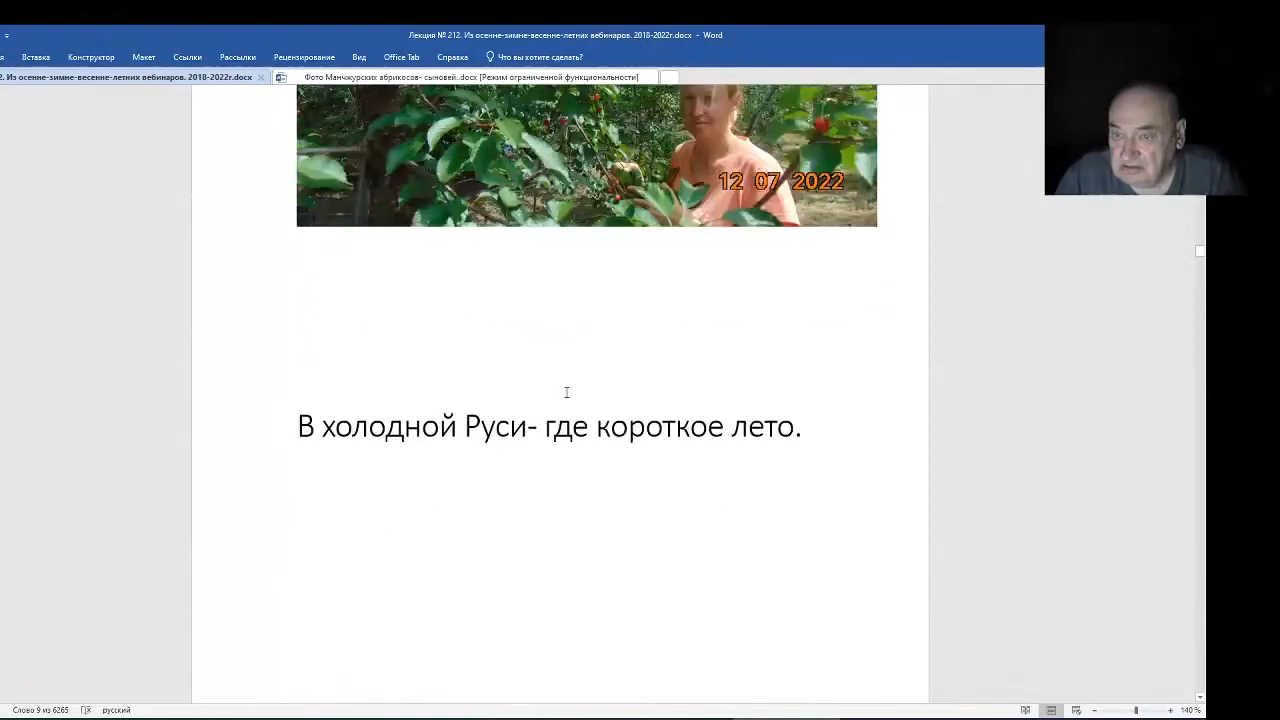 Лекция № 212. Из осенне-зимне-весенне-летних вебинаров. 2018-2022г.docx - Word
Вставка Конструктор Макет Ссылки Рассылки Рецензирование Вид Office Tab Справка Что вы хотите сделать?
2. Из осенне-зимне-весенне-летних вебинаров. 2018-2022г.docx Фото Манчжурских абрикосов- сыновей..docx [Режим ограниченной функциональности]
12 07 2022
В холодной Руси- где короткое лето.
Слово 9 из 6265 русский 140 %